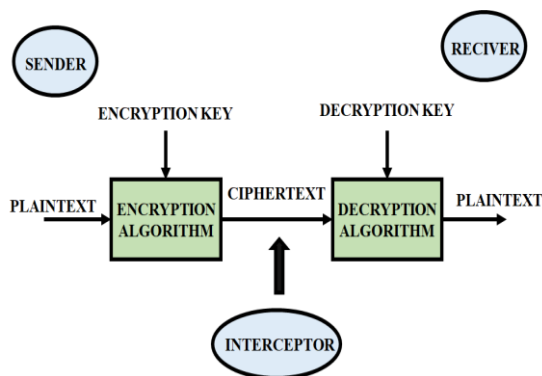 SENDER
RECIVER
ENCRYPTION KEY
DECRYPTION KEY
PLAINTEXT
ENCRYPTION
ALGORITHM
CIPHERTEXT
DECRYPTION
ALGORITHM
PLAINTEXT
INTERCEPTOR